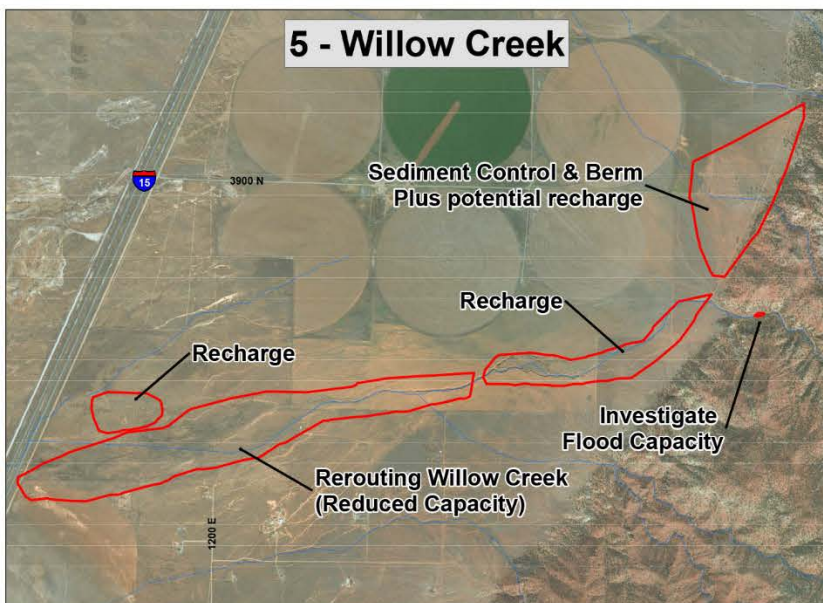 5 - Willow Creek
15
3900 N
Sediment Control & Berm
Plus potential recharge
Recharge
Recharge
Investigate
Flood Capacity
Rerouting Willow Creek
(Reduced Capacity)
1200 E